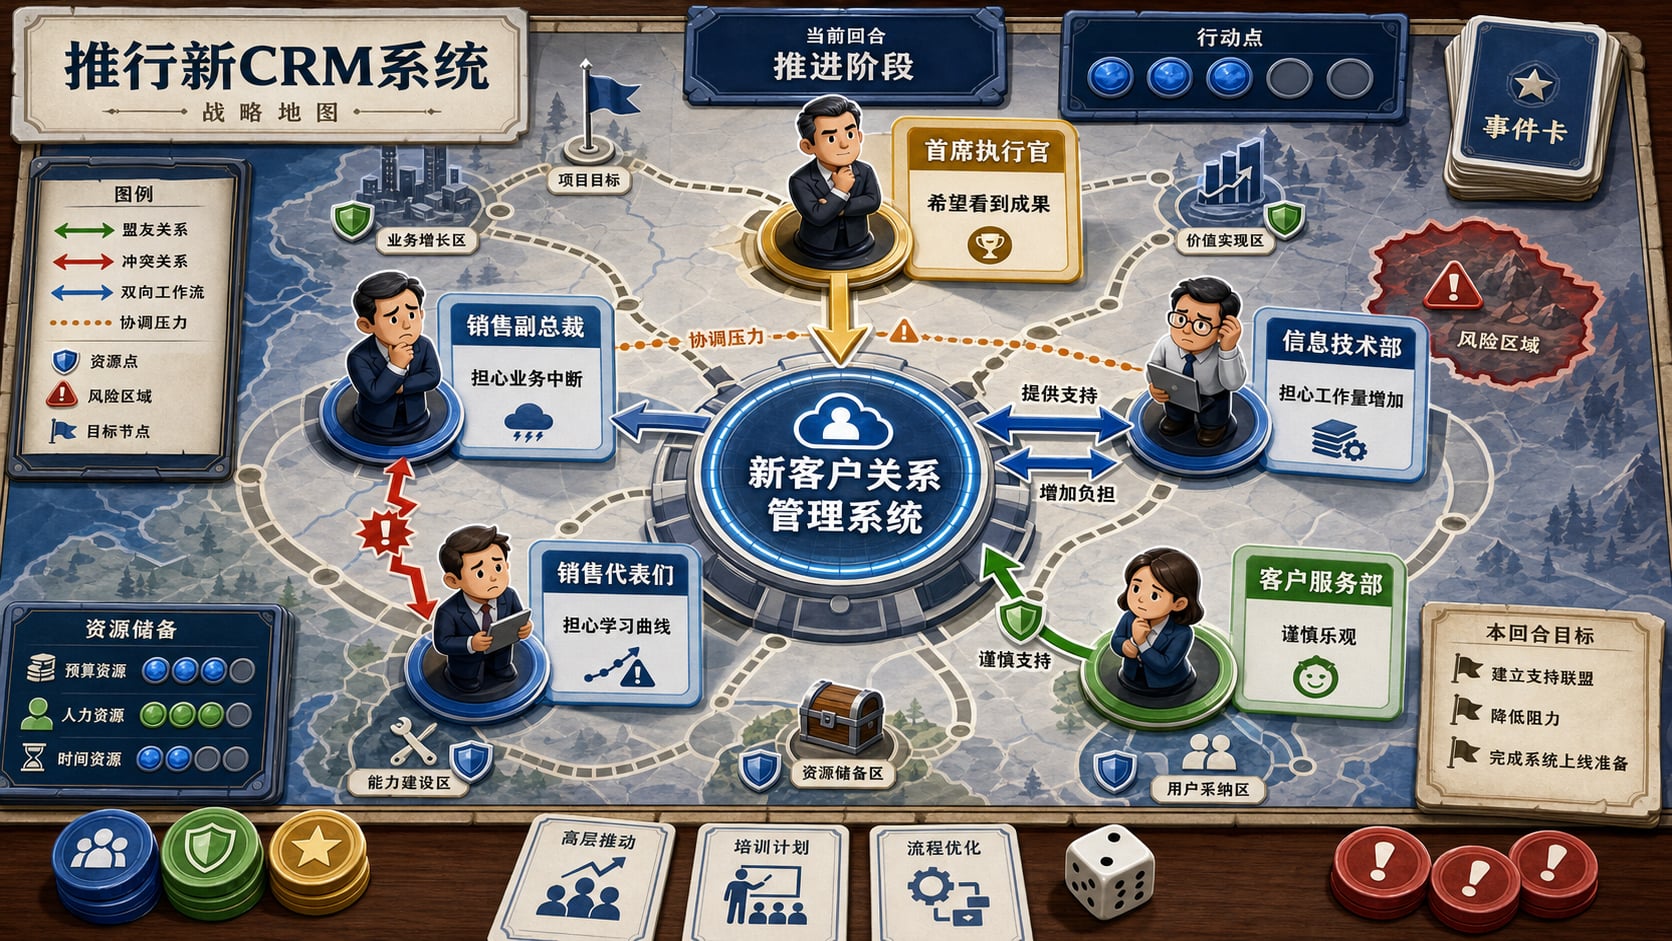 推行新CRM系统
战略地图
当前回合
推进阶段
行动点
事件卡
图例
盟友关系
冲突关系
双向工作流
协调压力
资源点
风险区域
目标节点
项目目标
业务增长区
首席执行官
希望看到成果
价值实现区
风险区域
销售副总裁
担心业务中断
协调压力
信息技术部
担心工作量增加
提供支持
增加负担
新客户关系
管理系统
销售代表们
担心学习曲线
谨慎支持
客户服务部
谨慎乐观
资源储备
预算资源
人力资源
时间资源
能力建设区
资源储备区
用户采纳区
本回合目标
建立支持联盟
降低阻力
完成系统上线准备
高层推动
培训计划
流程优化